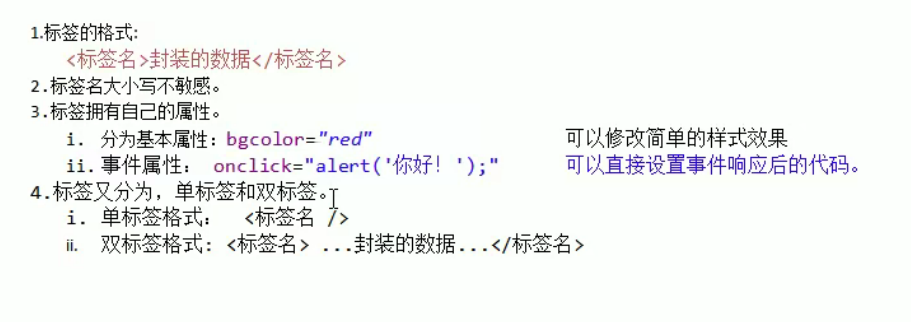 1.标签的格式:
<标签名>封装的数据</标签名>
2.标签名大小写不敏感。
3.标签拥有自己的属性。
i. 分为基本属性：bgcolor="red" 可以修改简单的样式效果
ii. 事件属性： onclick="alert('你好！');" 可以直接设置事件响应后的代码。
4.标签又分为，单标签和双标签。
i. 单标签格式： <标签名 />
ii. 双标签格式: <标签名> ...封装的数据...</标签名>